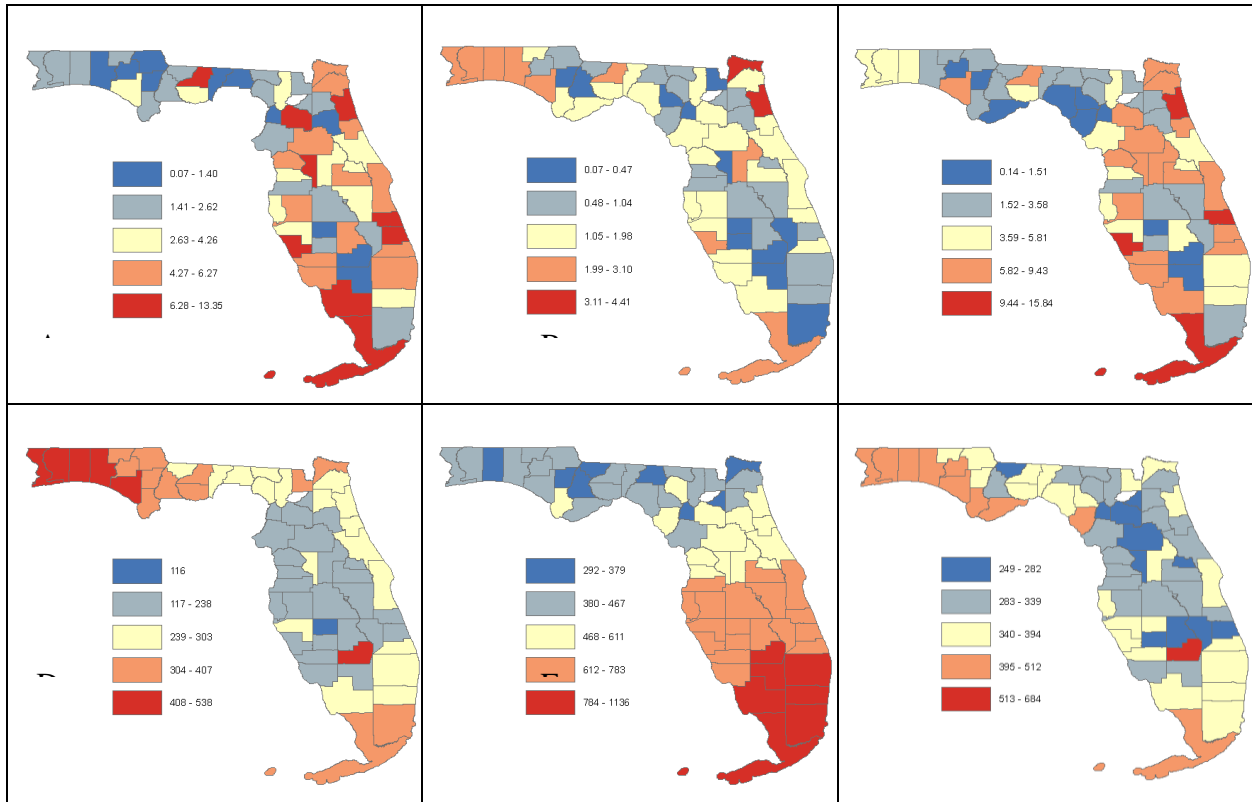 0.07 - 1.40
1.41 - 2.62
2.63 - 4.26
4.27 - 6.27
6.28 - 13.35
0.07 - 0.47
0.48 - 1.04
1.05 - 1.98
1.99 - 3.10
3.11 - 4.41
0.14 - 1.51
1.52 - 3.58
3.59 - 5.81
5.82 - 9.43
9.44 - 15.84
116
117 - 238
239 - 303
304 - 407
408 - 538
292 - 379
380 - 467
468 - 611
612 - 783
784 - 1136
249 - 282
283 - 339
340 - 394
395 - 512
513 - 684